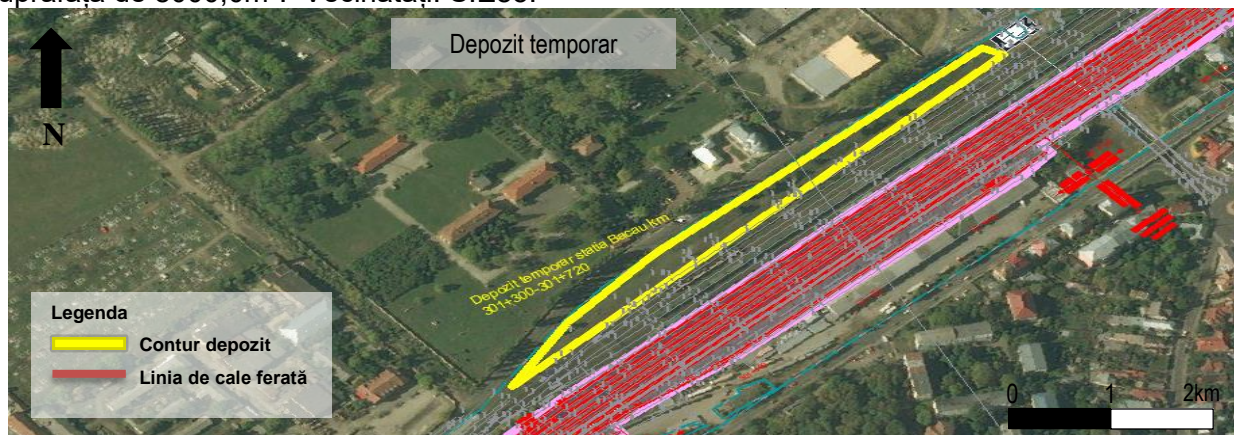 Depozit temporar
N
Depozit temporar statia Bacau km
301+300-301+720
Legenda
Contur depozit
Linia de cale ferată
0 1 2km